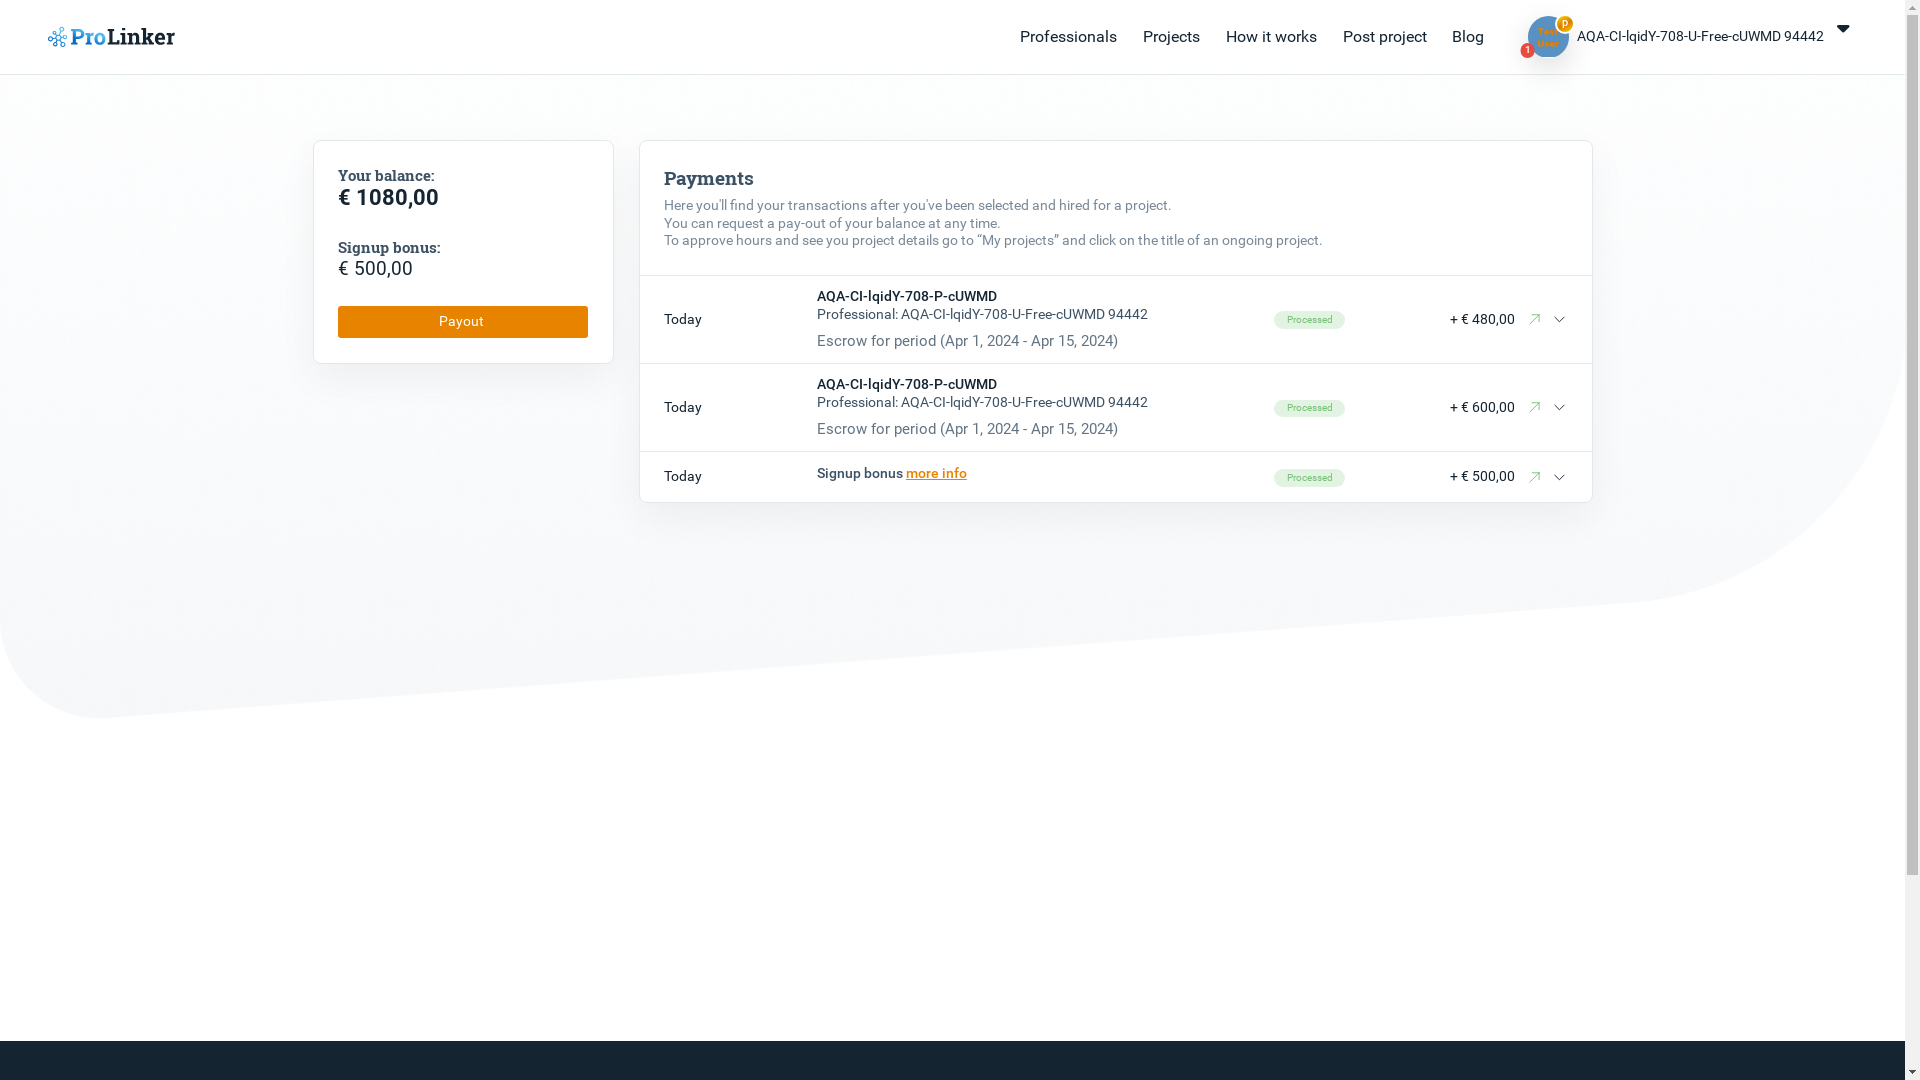 ProLinker
Professionals Projects How it works Post project Blog
p
1
AQA-CI-lqidY-708-U-Free-cUWMD 94442
Your balance:
€ 1080,00
Signup bonus:
€ 500,00
Payout
Payments
Here you'll find your transactions after you've been selected and hired for a project.
You can request a pay-out of your balance at any time.
To approve hours and see you project details go to “My projects” and click on the title of an ongoing project.
Today
AQA-CI-lqidY-708-P-cUWMD
Professional: AQA-CI-lqidY-708-U-Free-cUWMD 94442
Escrow for period (Apr 1, 2024 - Apr 15, 2024)
Processed
+ € 480,00
Today
AQA-CI-lqidY-708-P-cUWMD
Professional: AQA-CI-lqidY-708-U-Free-cUWMD 94442
Escrow for period (Apr 1, 2024 - Apr 15, 2024)
Processed
+ € 600,00
Today
Signup bonus more info
Processed
+ € 500,00